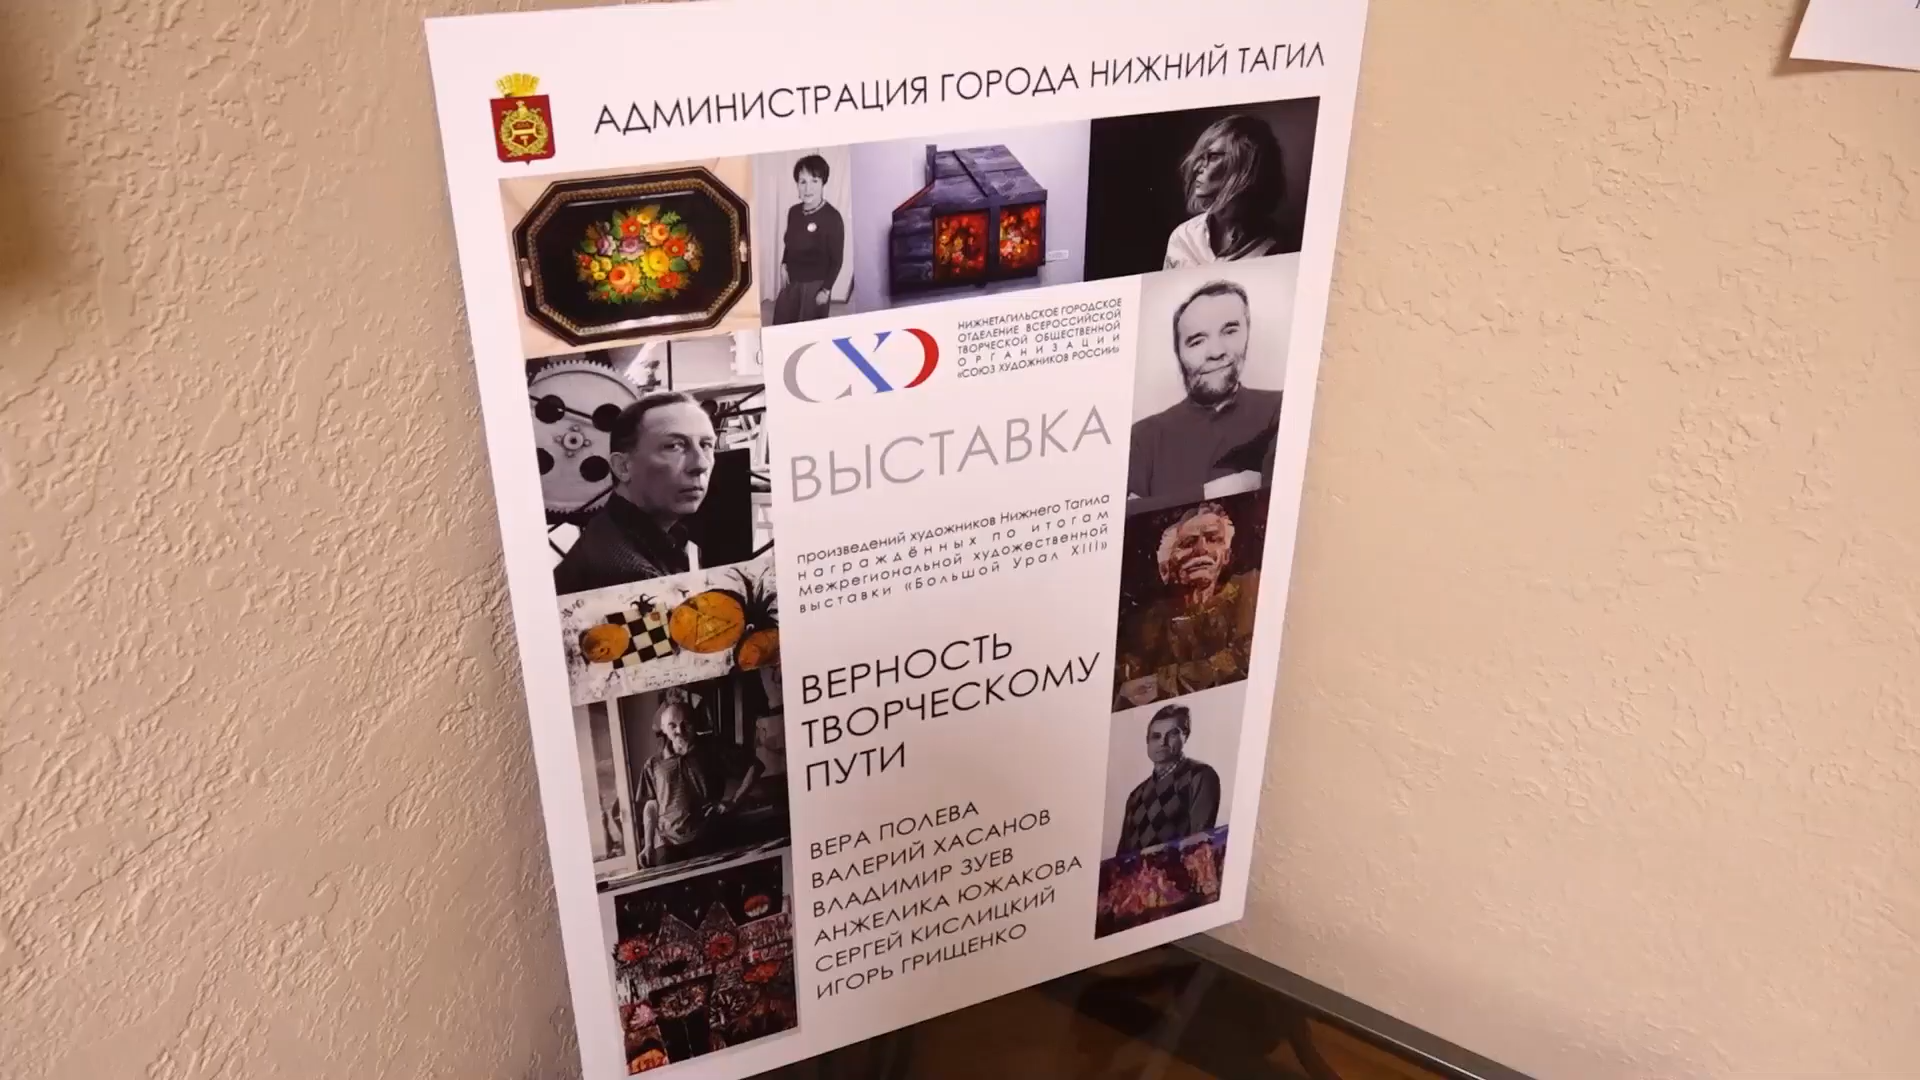 АДМИНИСТРАЦИЯ ГОРОДА НИЖНИЙ ТАГИЛ
СХ
НИЖНЕТАГИЛЬСКОЕ ГОРОДСКОЕ
ОТДЕЛЕНИЕ ВСЕРОССИЙСКОЙ
ТВОРЧЕСКОЙ ОБЩЕСТВЕННОЙ
ОРГАНИЗАЦИИ
«СОЮЗ ХУДОЖНИКОВ РОССИИ»
ВЫСТАВКА
произведений художников Нижнего Тагила
награждённых по итогам
Межрегиональной художественной
выставки «Большой Урал XIII»
ВЕРНОСТЬ
ТВОРЧЕСКОМУ
ПУТИ
ВЕРА ПОЛЕВА
ВАЛЕРИЙ ХАСАНОВ
ВЛАДИМИР ЗУЕВ
АНЖЕЛИКА ЮЖАКОВА
СЕРГЕЙ КИСЛИЦКИЙ
ИГОРЬ ГРИЩЕНКО